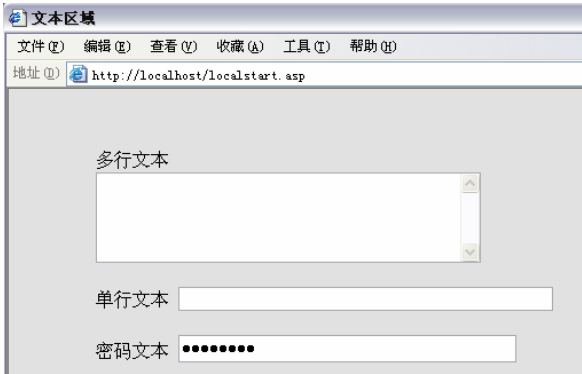 文本区域
文件(F) 编辑(E) 查看(V) 收藏(A) 工具(T) 帮助(H)
地址(D) http://localhost/localstart.asp
多行文本
单行文本
密码文本 ●●●●●●●●